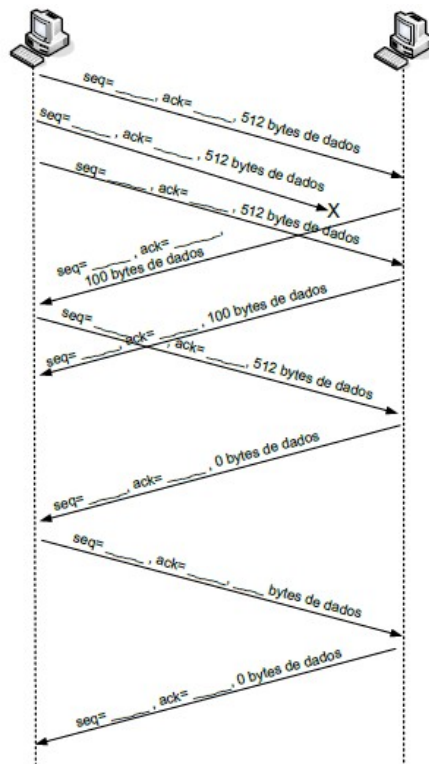 seq= ____, ack= ____, 512 bytes de dados
seq= ____, ack= ____, 512 bytes de dados
X
seq= ____, ack= ____, 512 bytes de dados
seq= ____, ack= ____,
100 bytes de dados
seq= ____, ack= ____, 100 bytes de dados
seq= ____, ack= ____, 512 bytes de dados
seq= ____, ack= ____, 0 bytes de dados
seq= ____, ack= ____, ____ bytes de dados
seq= ____, ack= ____, 0 bytes de dados